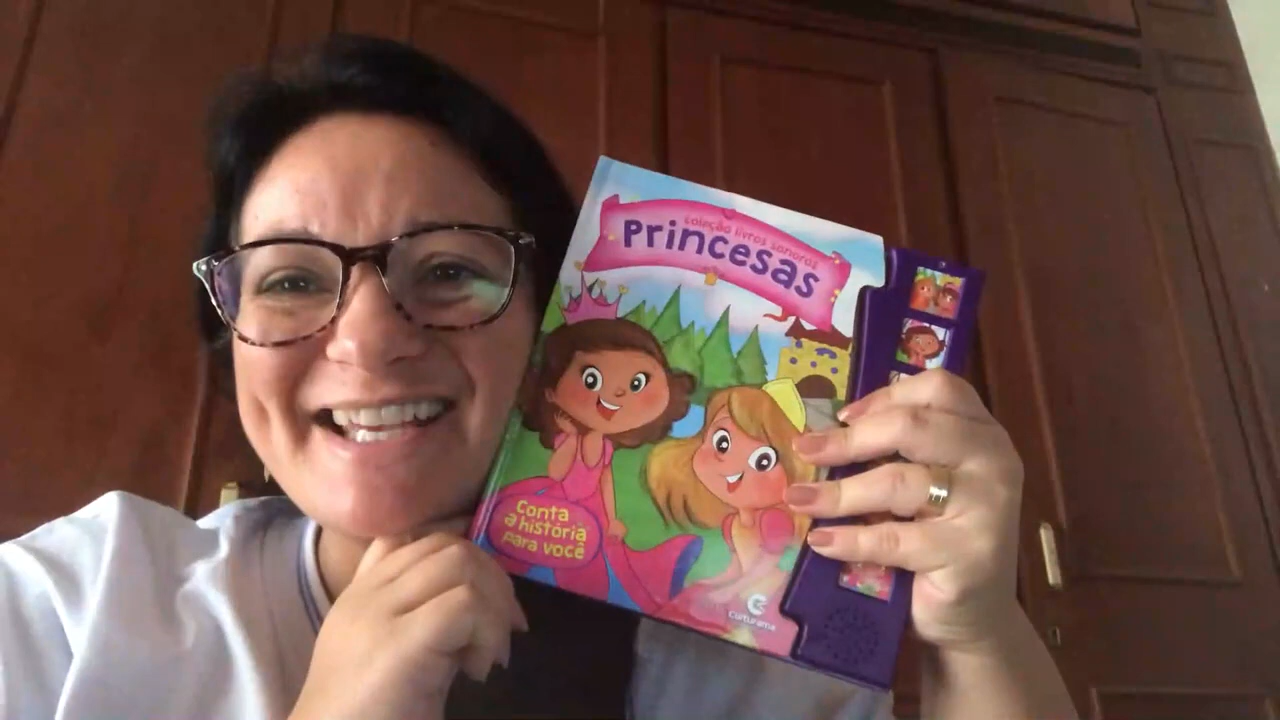 coleção livros sonoros
Princesas
Conta
a história
para você
Culturama